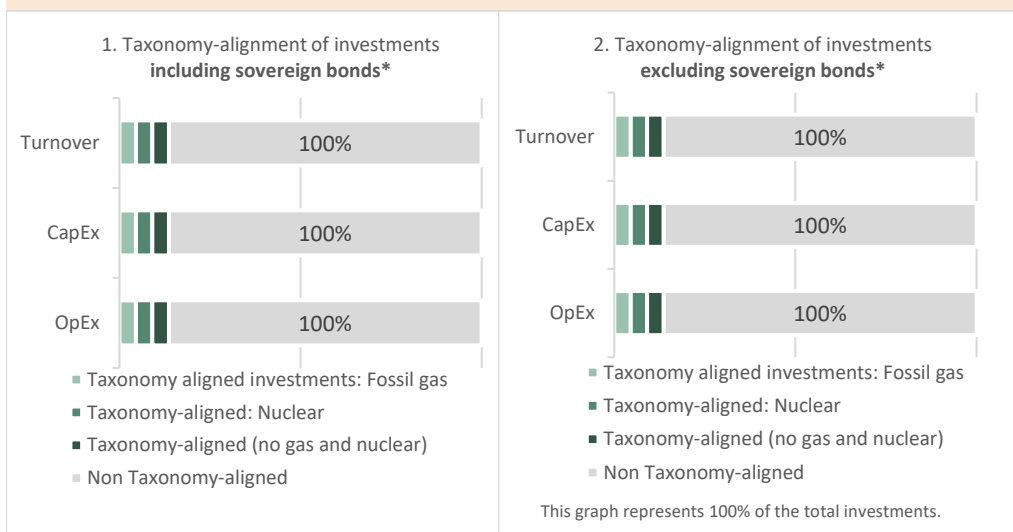 1. Taxonomy-alignment of investments
including sovereign bonds*
Turnover
100%
CapEx
100%
OpEx
100%
Taxonomy aligned investments: Fossil gas
Taxonomy-aligned: Nuclear
Taxonomy-aligned (no gas and nuclear)
Non Taxonomy-aligned
2. Taxonomy-alignment of investments
excluding sovereign bonds*
Turnover
100%
CapEx
100%
OpEx
100%
Taxonomy aligned investments: Fossil gas
Taxonomy-aligned: Nuclear
Taxonomy-aligned (no gas and nuclear)
Non Taxonomy-aligned
This graph represents 100% of the total investments.